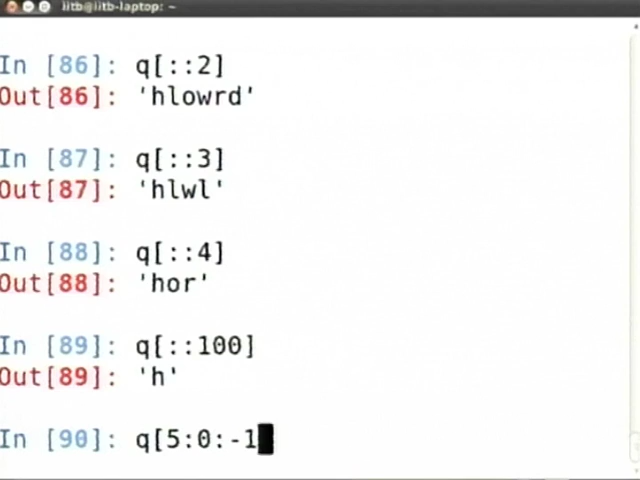 iitb@iitb-laptop: ~
In [86]: q[::2]
Out[86]: 'hlowrd'
In [87]: q[::3]
Out[87]: 'hlwl'
In [88]: q[::4]
Out[88]: 'hor'
In [89]: q[::100]
Out[89]: 'h'
In [90]: q[5:0:-1